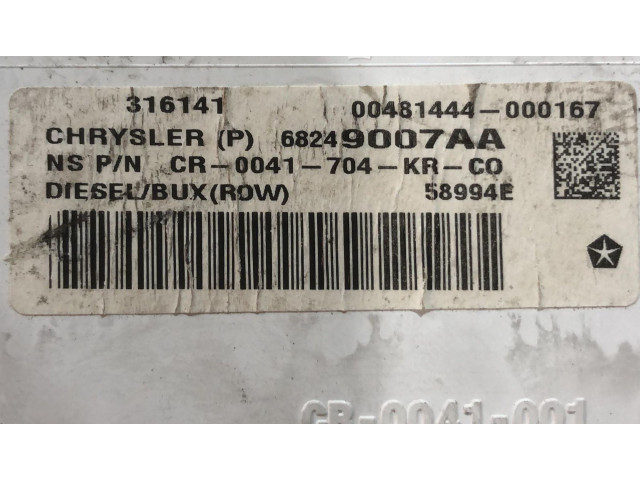 316141 00481444-000167
CHRYSLER (P) 68249007AA
NS P/N CR-0041-704-KR-CO
DIESEL/BUX(ROW) 58994E
CR-0041-001